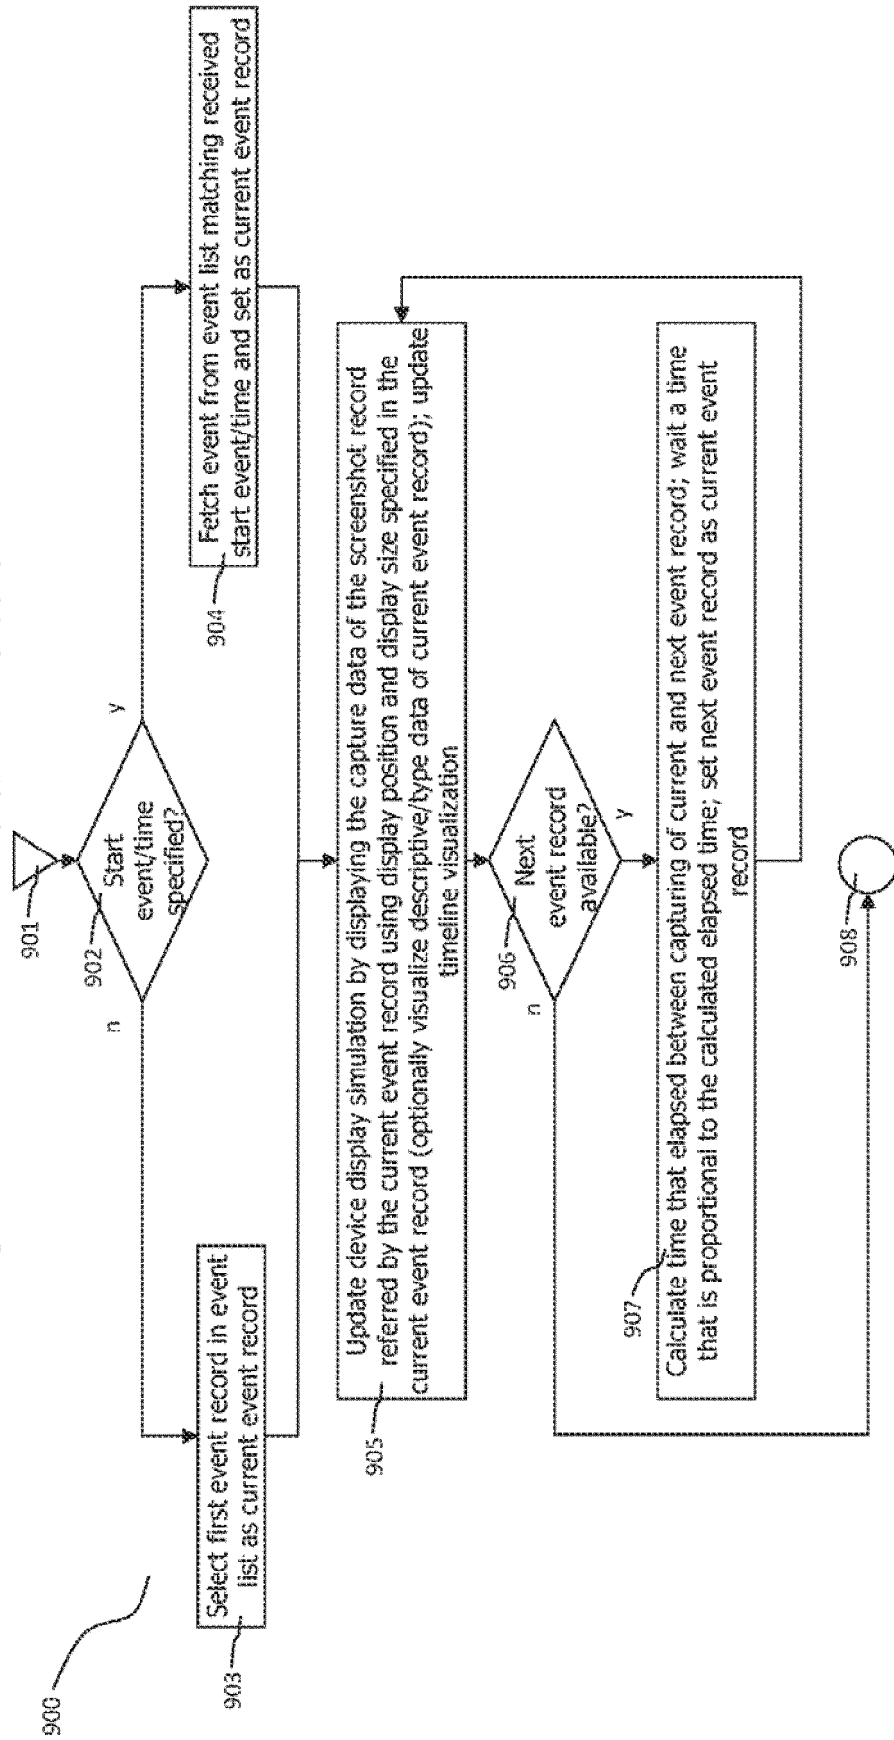 900
901
902
Start
event/time
specified?
n
y
903
Select first event record in event
list as current event record
904
Fetch event from event list matching received
start event/time and set as current event record
905
Update device display simulation by displaying the capture data of the screenshot record
referred by the current event record using display position and display size specified in the
current event record (optionally visualize descriptive/type data of current event record); update
timeline visualization
906
Next
event record
available?
n
y
907
Calculate time that elapsed between capturing of current and next event record; wait a time
that is proportional to the calculated elapsed time; set next event record as current event
record
908